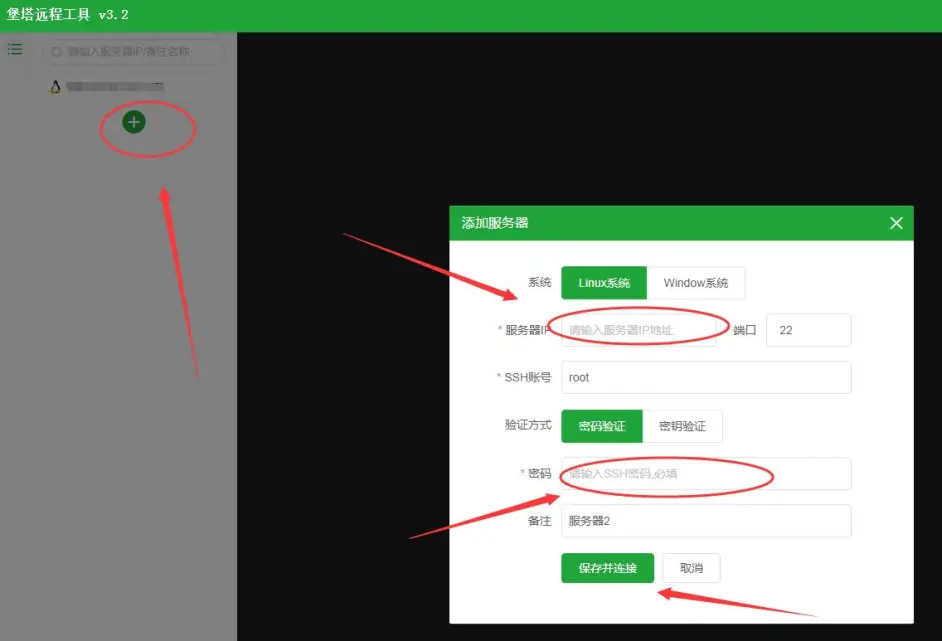 堡塔远程工具 v3.2
请输入服务器IP/备注名称
添加服务器
系统 Linux系统 Window系统
* 服务器IP 请输入服务器IP地址 端口 22
* SSH账号 root
验证方式 密码验证 密钥验证
* 密码 请输入SSH密码,必填
备注 服务器2
保存并连接 取消